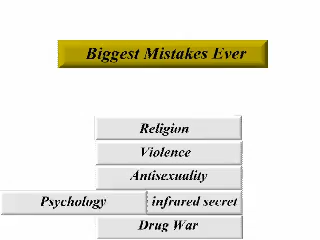 Biggest Mistakes Ever
Religion
Violence
Antisexuality
Psychology infrared secret
Drug War